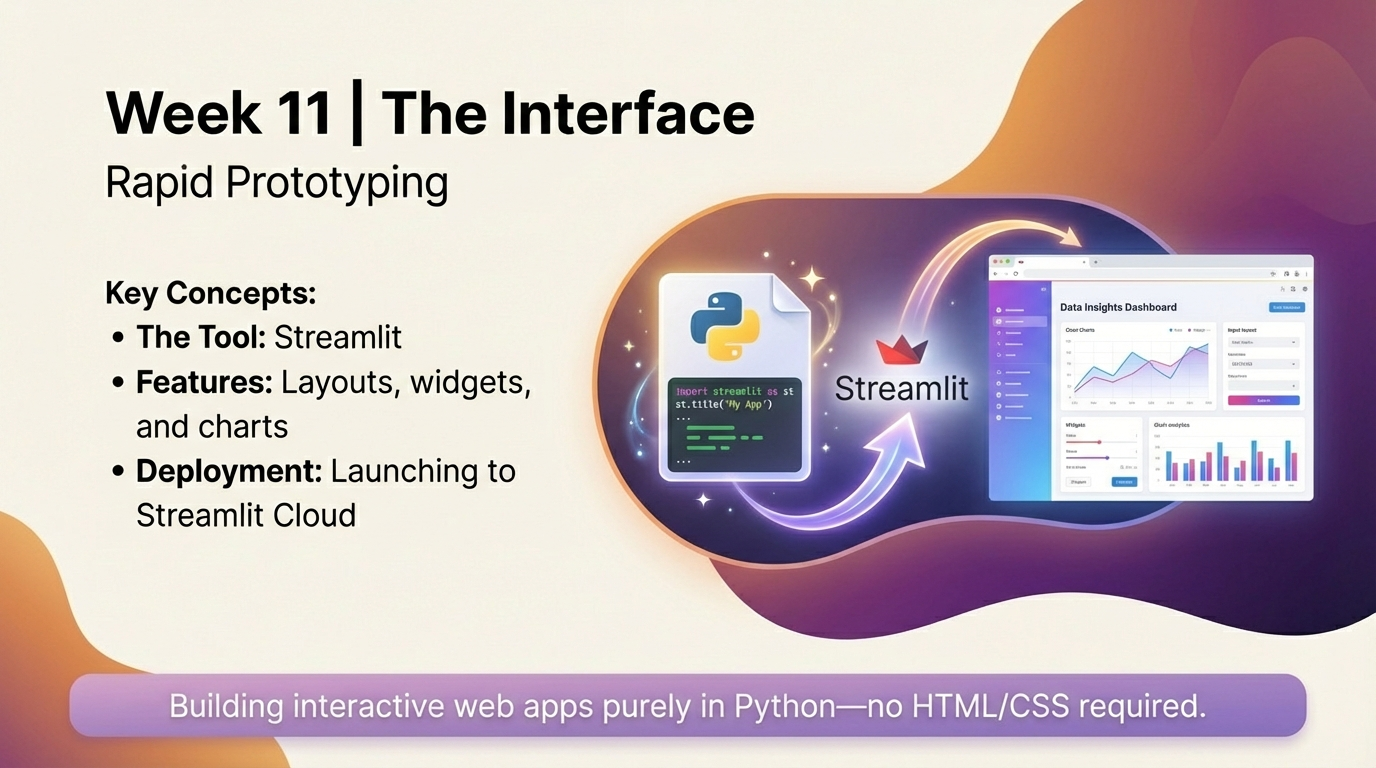 Week 11 | The Interface
Rapid Prototyping
Key Concepts:
• The Tool: Streamlit
• Features: Layouts, widgets,
and charts
• Deployment: Launching to
Streamlit Cloud
import streamlit as st
st.title('My App')
...
...
Streamlit
Data Insights Dashboard
Widgets
Building interactive web apps purely in Python—no HTML/CSS required.